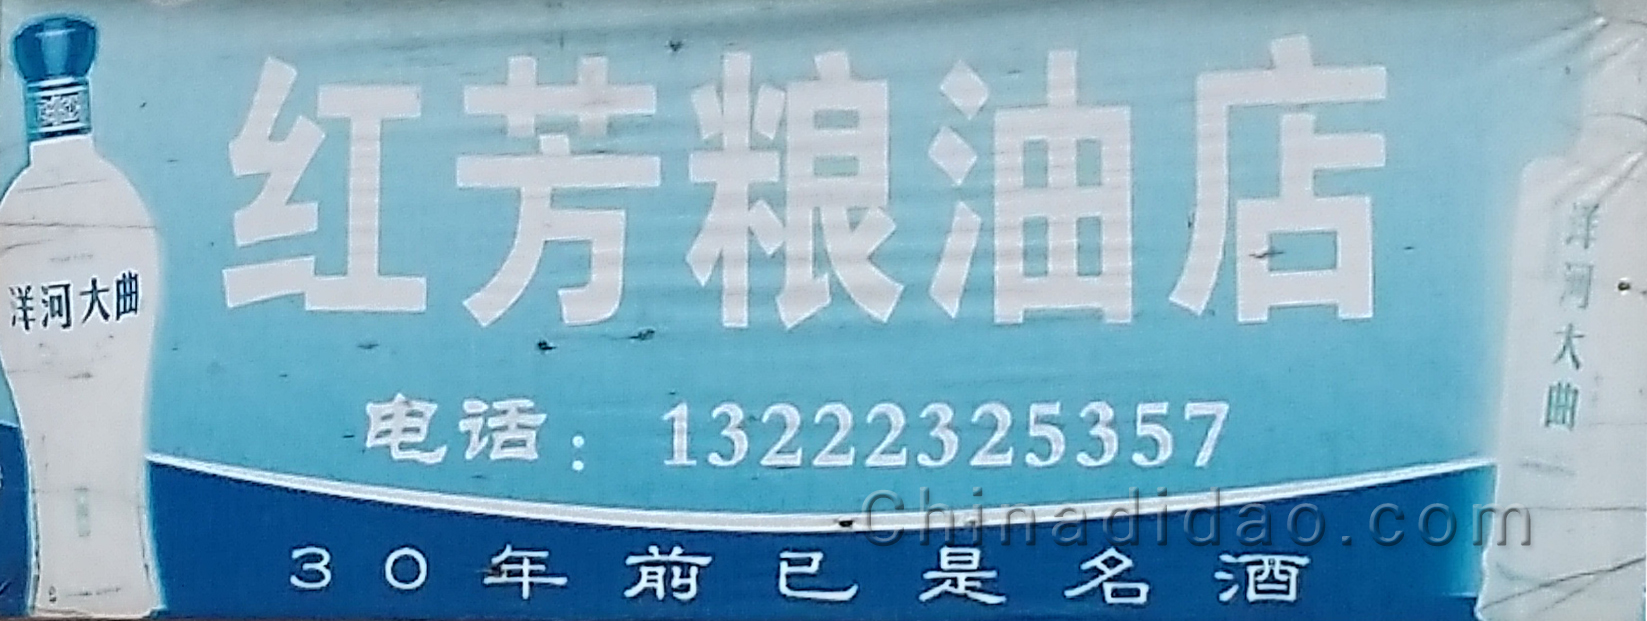 红芳粮油店
洋河大曲
洋河大曲
电话：13222325357
Chinadidao.com
30年前已是名酒